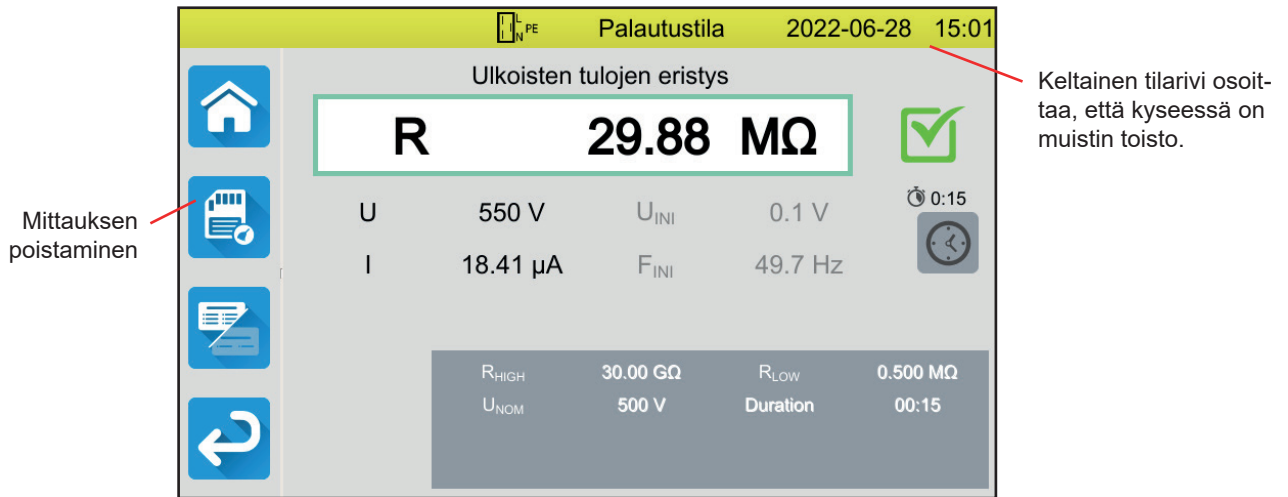 L
N PE Palautustila 2022-06-28 15:01
Ulkoisten tulojen eristys
R 29.88 MΩ
0:15
U 550 V UINI 0.1 V
I 18.41 µA FINI 49.7 Hz
RHIGH 30.00 GΩ RLOW 0.500 MΩ
UNOM 500 V Duration 00:15
Mittauksen
poistaminen
Keltainen tilarivi osoit-
taa, että kyseessä on
muistin toisto.